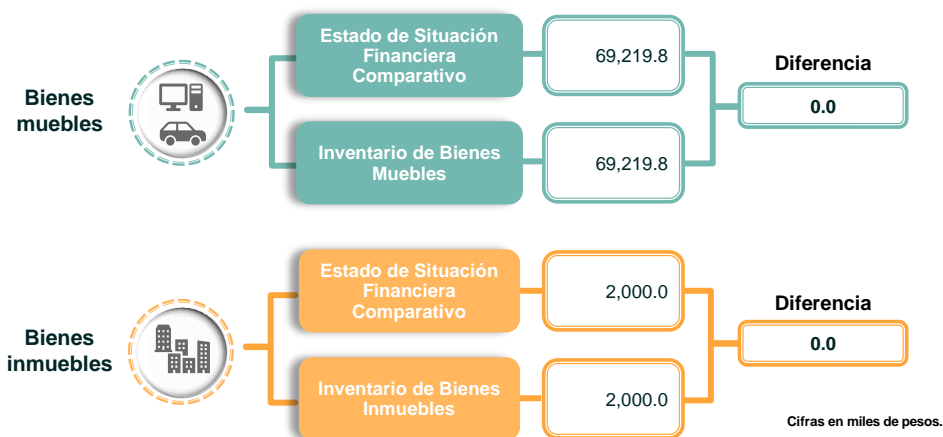 Bienes
muebles
Estado de Situación
Financiera
Comparativo
69,219.8
Inventario de Bienes
Muebles
69,219.8
Diferencia
0.0
Bienes
inmuebles
Estado de Situación
Financiera
Comparativo
2,000.0
Inventario de Bienes
Inmuebles
2,000.0
Diferencia
0.0
Cifras en miles de pesos.